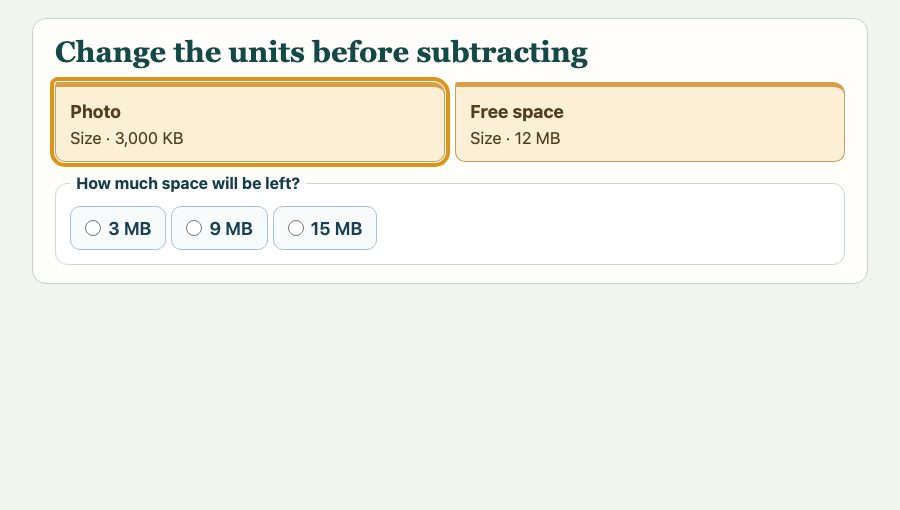 Change the units before subtracting
Photo
Size · 3,000 KB
Free space
Size · 12 MB
How much space will be left?
3 MB
9 MB
15 MB